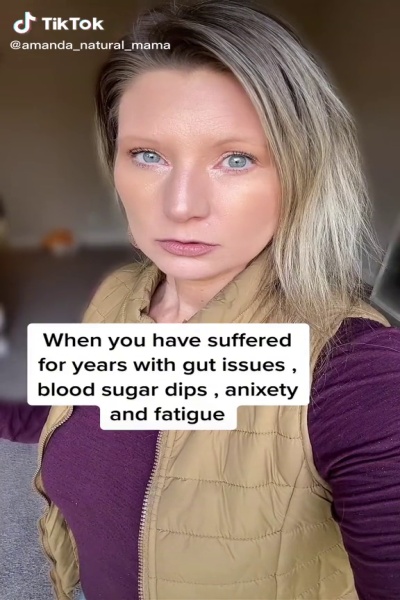 TikTok
@amanda_natural_mama
When you have suffered
for years with gut issues ,
blood sugar dips , anixety
and fatigue